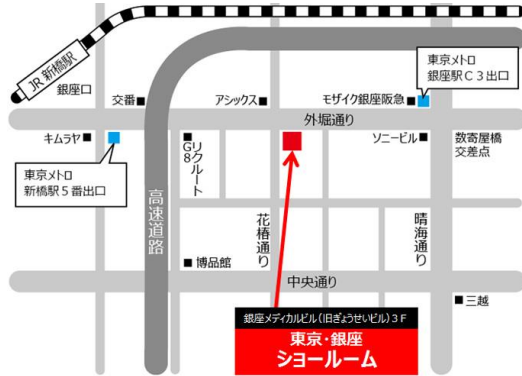 JR 新橋駅
銀座口
交番
アシックス
モザイク銀座阪急
東京メトロ
銀座駅C3出口
外堀通り
キムラヤ
東京メトロ
新橋駅5番出口
リクルート
G8
ソニービル
数寄屋橋
交差点
高速道路
花椿通り
晴海通り
博品館
中央通り
三越
銀座メディカルビル(旧ぎょうせいビル)3F
東京・銀座
ショールーム